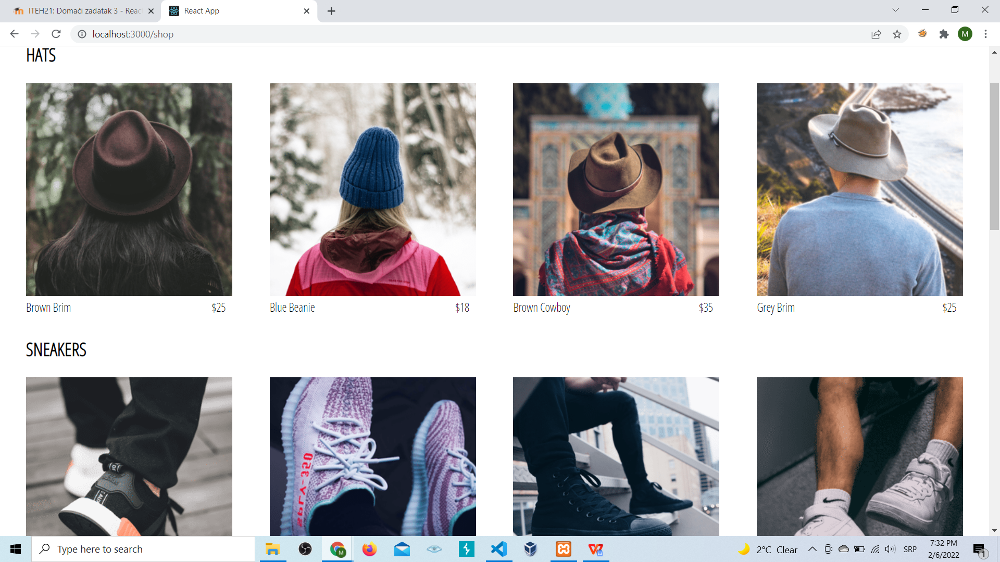 ITEH21: Domaći zadatak 3 - Reac
React App
localhost:3000/shop
M
HATS
Brown Brim $25
Blue Beanie $18
Brown Cowboy $35
Grey Brim $25
SNEAKERS
SPLY-350
Type here to search
M
2°C Clear
SRP
7:32 PM
2/6/2022
1